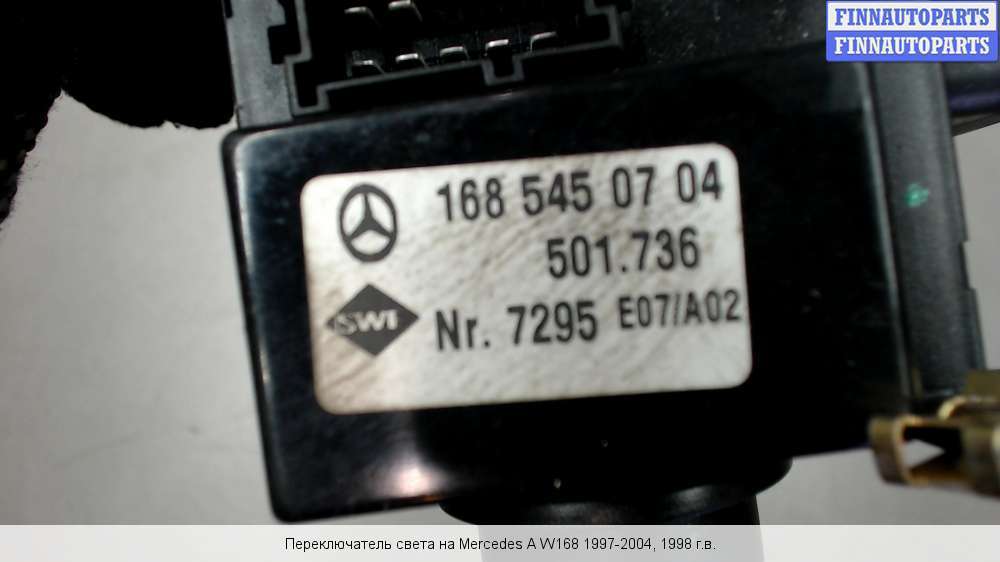 FINNAUTOPARTS
FINNAUTOPARTS
168 545 07 04
501.736
SWI
Nr. 7295 E07/A02
Переключатель света на Mercedes A W168 1997-2004, 1998 г.в.